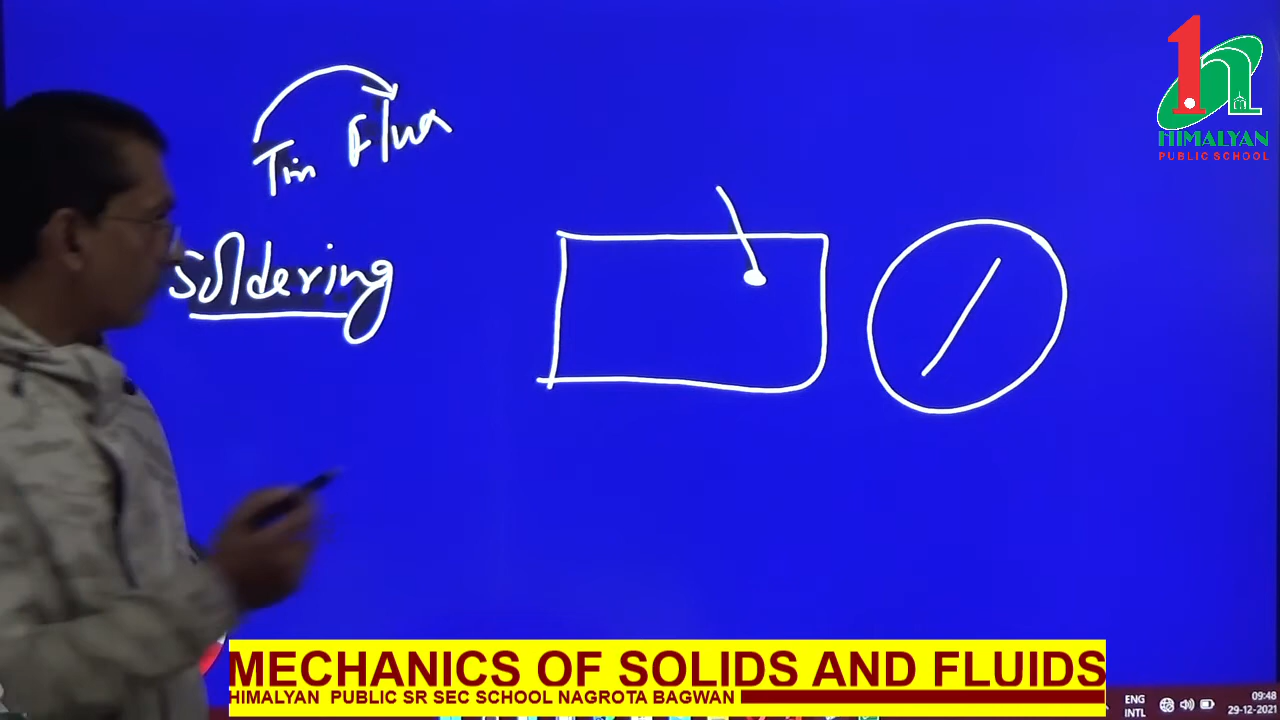 Tin Flux
Soldering
1h
HIMALYAN
PUBLIC SCHOOL
MECHANICS OF SOLIDS AND FLUIDS
HIMALYAN PUBLIC SR SEC SCHOOL NAGROTA BAGWAN
ENG
INTL
09:48
29-12-2021